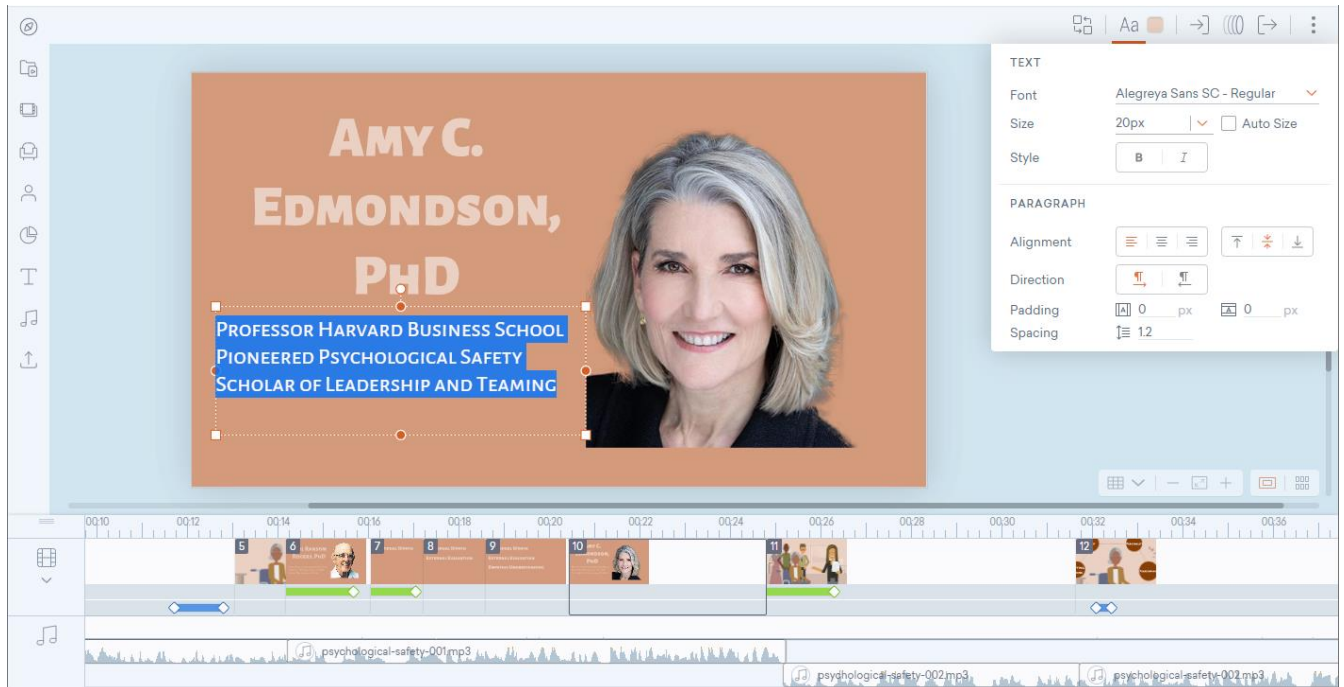 Aa
TEXT
Font Alegreya Sans SC - Regular
Size 20px Auto Size
Style B I
PARAGRAPH
Alignment
Direction
Padding 0 px 0 px
Spacing 1.2
Amy C.
Edmondson,
PhD
Professor Harvard Business School
Pioneered Psychological Safety
Scholar of Leadership and Teaming
00:10 00:12 00:14 00:16 00:18 00:20 00:22 00:24 00:26 00:28 00:30 00:32 00:34 00:36
5 6 7 8 9 10 11 12
psychological-safety-001.mp3
psychological-safety-002.mp3 psychological-safety-002.mp3